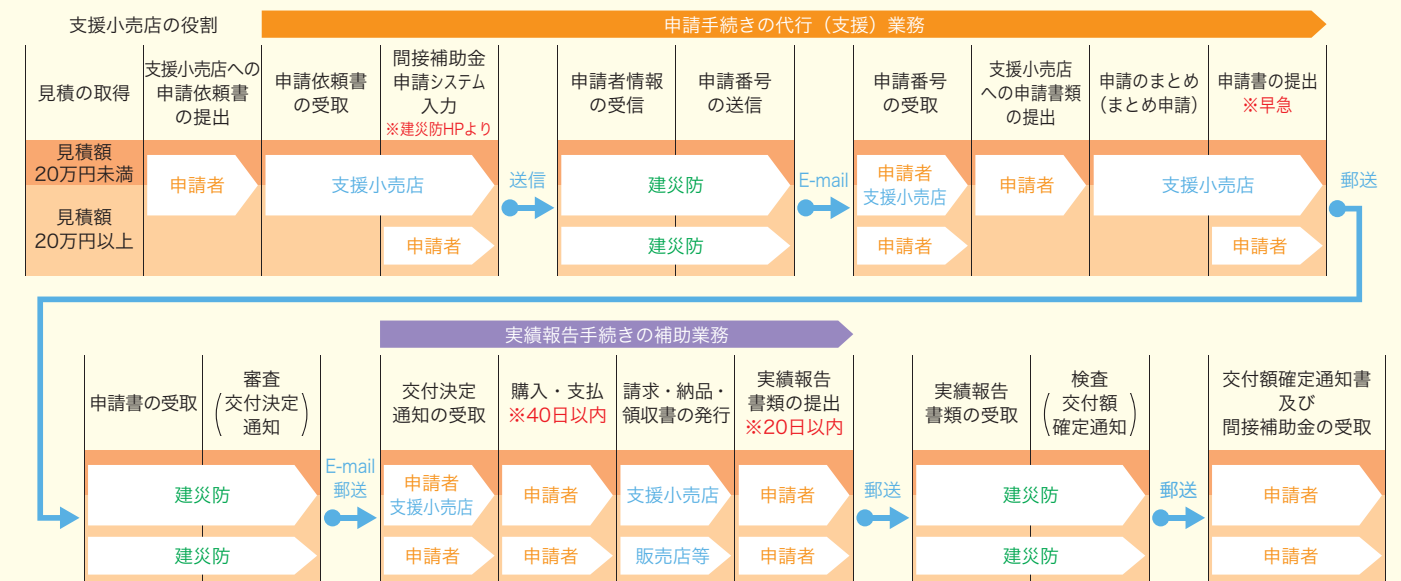 支援小売店の役割
申請手続きの代行（支援）業務
見積の取得
支援小売店への
申請依頼書
の提出
申請依頼書
の受取
間接補助金
申請システム
入力
※建災防HPより
申請者情報
の受信
申請番号
の送信
申請番号
の受取
支援小売店
への申請書類
の提出
申請のまとめ
(まとめ申請)
申請書の提出
※早急
見積額
20万円未満
申請者
支援小売店
送信
建災防
E-mail
申請者
支援小売店
申請者
支援小売店
郵送
見積額
20万円以上
申請者
建災防
申請者
申請者
実績報告手続きの補助業務
申請書の受取
審査
(交付決定
通知)
交付決定
通知の受取
購入・支払
※40日以内
請求・納品・
領収書の発行
実績報告
書類の提出
※20日以内
実績報告
書類の受取
検査
(交付額
確定通知)
交付額確定通知書
及び
間接補助金の受取
建災防
E-mail
郵送
申請者
支援小売店
申請者
支援小売店
申請者
郵送
建災防
郵送
申請者
建災防
申請者
申請者
販売店等
申請者
建災防
申請者